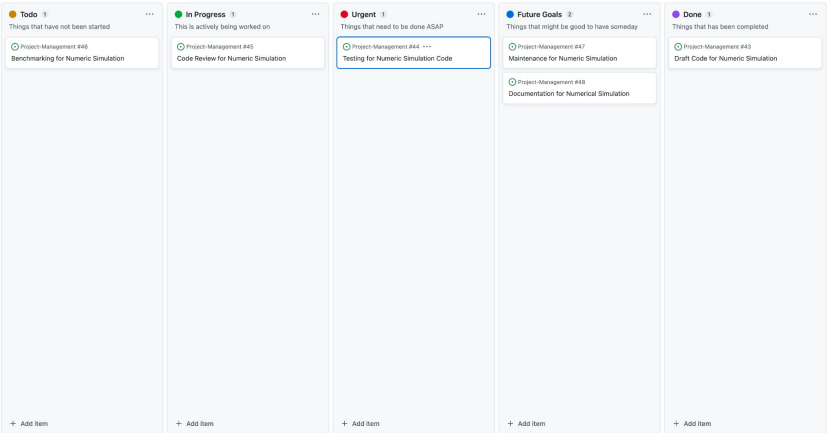 Todo 1
Things that have not been started
Project-Management #46
Benchmarking for Numeric Simulation
+ Add item
In Progress 1
This is actively being worked on
Project-Management #45
Code Review for Numeric Simulation
+ Add item
Urgent 1
Things that need to be done ASAP
Project-Management #44
Testing for Numeric Simulation Code
+ Add item
Future Goals 2
Things that might be good to have someday
Project-Management #47
Maintenance for Numeric Simulation
Project-Management #48
Documentation for Numerical Simulation
+ Add item
Done 1
Things that has been completed
Project-Management #43
Draft Code for Numeric Simulation
+ Add item